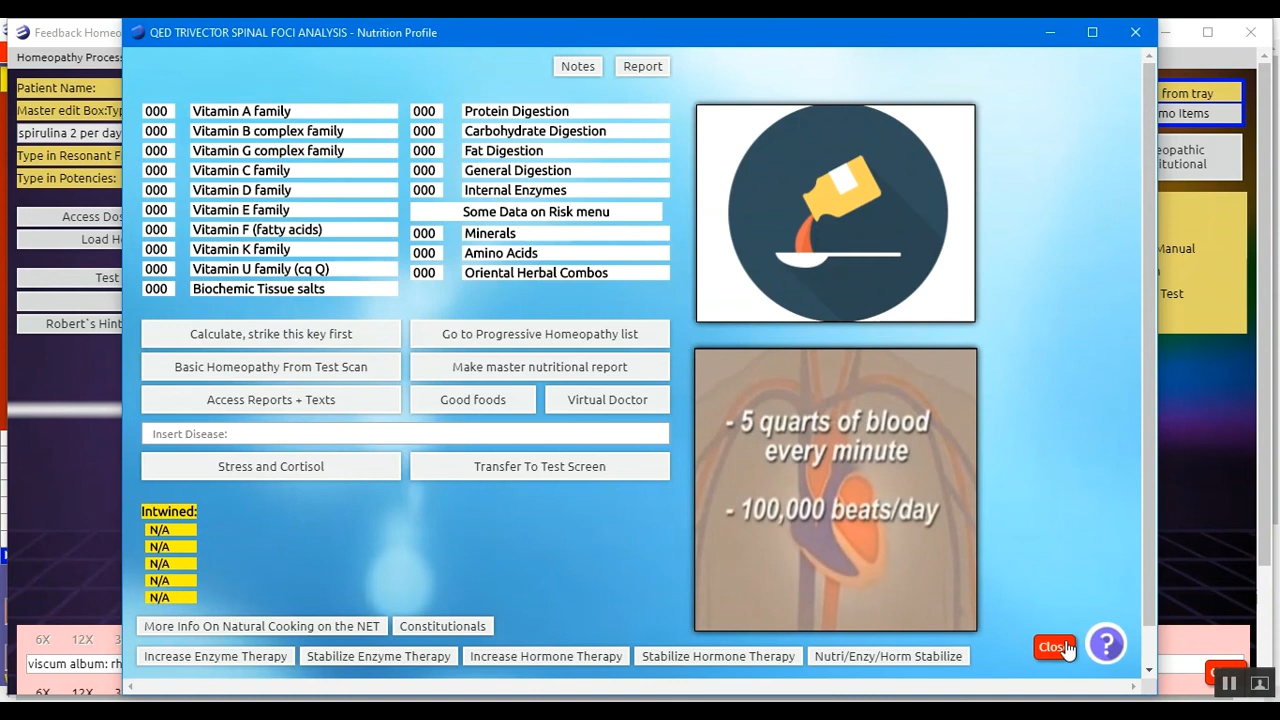 Feedback Homeo
QED TRIVECTOR SPINAL FOCI ANALYSIS - Nutrition Profile
Homeopathy Process
Patient Name:
Master edit Box:Typ
spirulina 2 per day
Type in Resonant F
Type in Potencies:
Access Dos
Load H
Test
Robert`s Hint
Notes
Report
000 Vitamin A family
000 Vitamin B complex family
000 Vitamin G complex family
000 Vitamin C family
000 Vitamin D family
000 Vitamin E family
000 Vitamin F (fatty acids)
000 Vitamin K family
000 Vitamin U family (cq Q)
000 Biochemic Tissue salts
000 Protein Digestion
000 Carbohydrate Digestion
000 Fat Digestion
000 General Digestion
000 Internal Enzymes
Some Data on Risk menu
000 Minerals
000 Amino Acids
000 Oriental Herbal Combos
Calculate, strike this key first
Go to Progressive Homeopathy list
Basic Homeopathy From Test Scan
Make master nutritional report
Access Reports + Texts
Good foods
Virtual Doctor
Insert Disease:
Stress and Cortisol
Transfer To Test Screen
Intwined:
N/A
N/A
N/A
N/A
N/A
- 5 quarts of blood
every minute
- 100,000 beats/day
More Info On Natural Cooking on the NET
Constitutionals
Increase Enzyme Therapy
Stabilize Enzyme Therapy
Increase Hormone Therapy
Stabilize Hormone Therapy
Nutri/Enzy/Horm Stabilize
Clos
?
from tray
mo Items
eopathic
titutional
Manual
Test
6X 12X 3
viscum album: rh
6X 12X 3